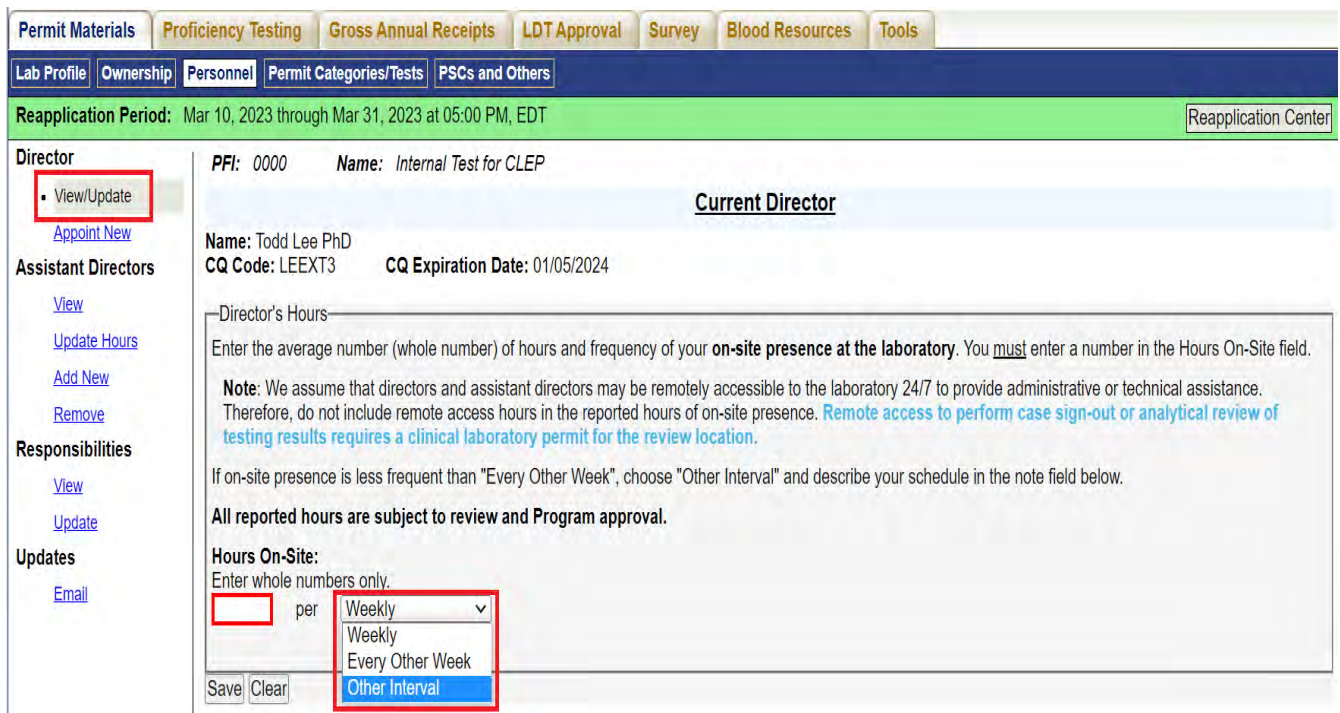 Permit Materials Proficiency Testing Gross Annual Receipts LDT Approval Survey Blood Resources Tools
Lab Profile Ownership Personnel Permit Categories/Tests PSCs and Others
Reapplication Period: Mar 10, 2023 through Mar 31, 2023 at 05:00 PM, EDT Reapplication Center
Director
View/Update
Appoint New
Assistant Directors
View
Update Hours
Add New
Remove
Responsibilities
View
Update
Updates
Email
PFI: 0000 Name: Internal Test for CLEP
Current Director
Name: Todd Lee PhD
CQ Code: LEEXT3 CQ Expiration Date: 01/05/2024
Director's Hours
Enter the average number (whole number) of hours and frequency of your on-site presence at the laboratory. You must enter a number in the Hours On-Site field.
Note: We assume that directors and assistant directors may be remotely accessible to the laboratory 24/7 to provide administrative or technical assistance.
Therefore, do not include remote access hours in the reported hours of on-site presence. Remote access to perform case sign-out or analytical review of
testing results requires a clinical laboratory permit for the review location.
If on-site presence is less frequent than "Every Other Week", choose "Other Interval" and describe your schedule in the note field below.
All reported hours are subject to review and Program approval.
Hours On-Site:
Enter whole numbers only.
per Weekly
Weekly
Every Other Week
Other Interval
Save Clear